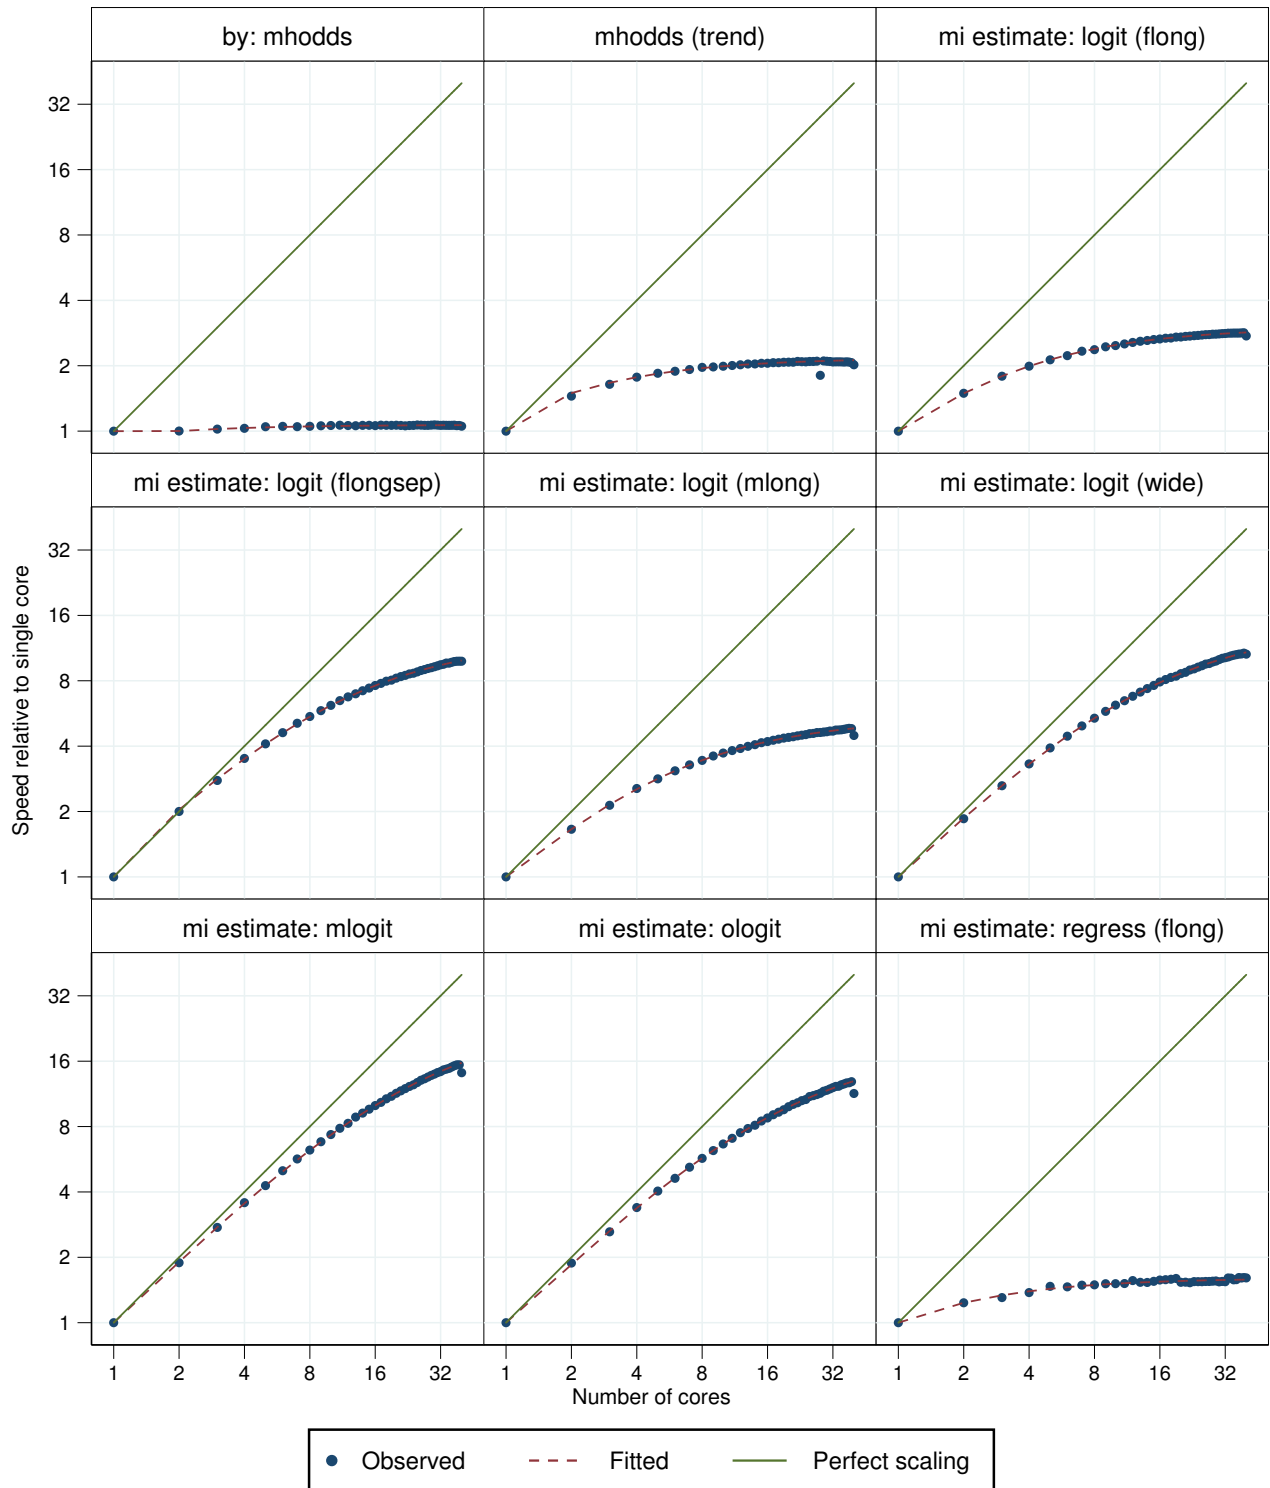 by: mhodds
mhodds (trend)
mi estimate: logit (flong)
32
16
8
4
2
1
mi estimate: logit (flongsep)
mi estimate: logit (mlong)
mi estimate: logit (wide)
32
16
8
4
2
1
Speed relative to single core
mi estimate: mlogit
mi estimate: ologit
mi estimate: regress (flong)
32
16
8
4
2
1
1 2 4 8 16 32
1 2 4 8 16 32
1 2 4 8 16 32
Number of cores
Observed
Fitted
Perfect scaling